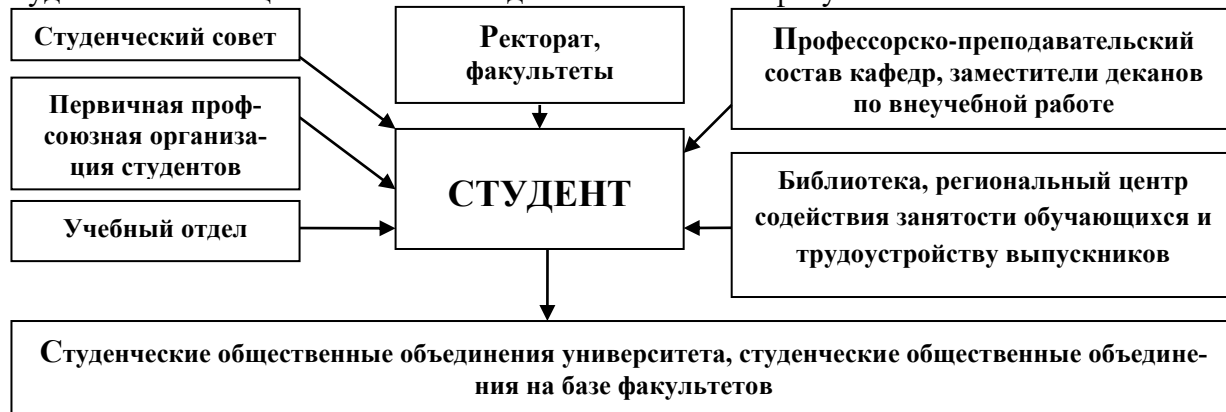 Студенческий совет
Ректорат,
факультеты
Профессорско-преподавательский
состав кафедр, заместители деканов
по внеучебной работе
Первичная проф-
союзная организа-
ция студентов
СТУДЕНТ
Библиотека, региональный центр
содействия занятости обучающихся и
трудоустройству выпускников
Учебный отдел
Студенческие общественные объединения университета, студенческие общественные объедине-
ния на базе факультетов